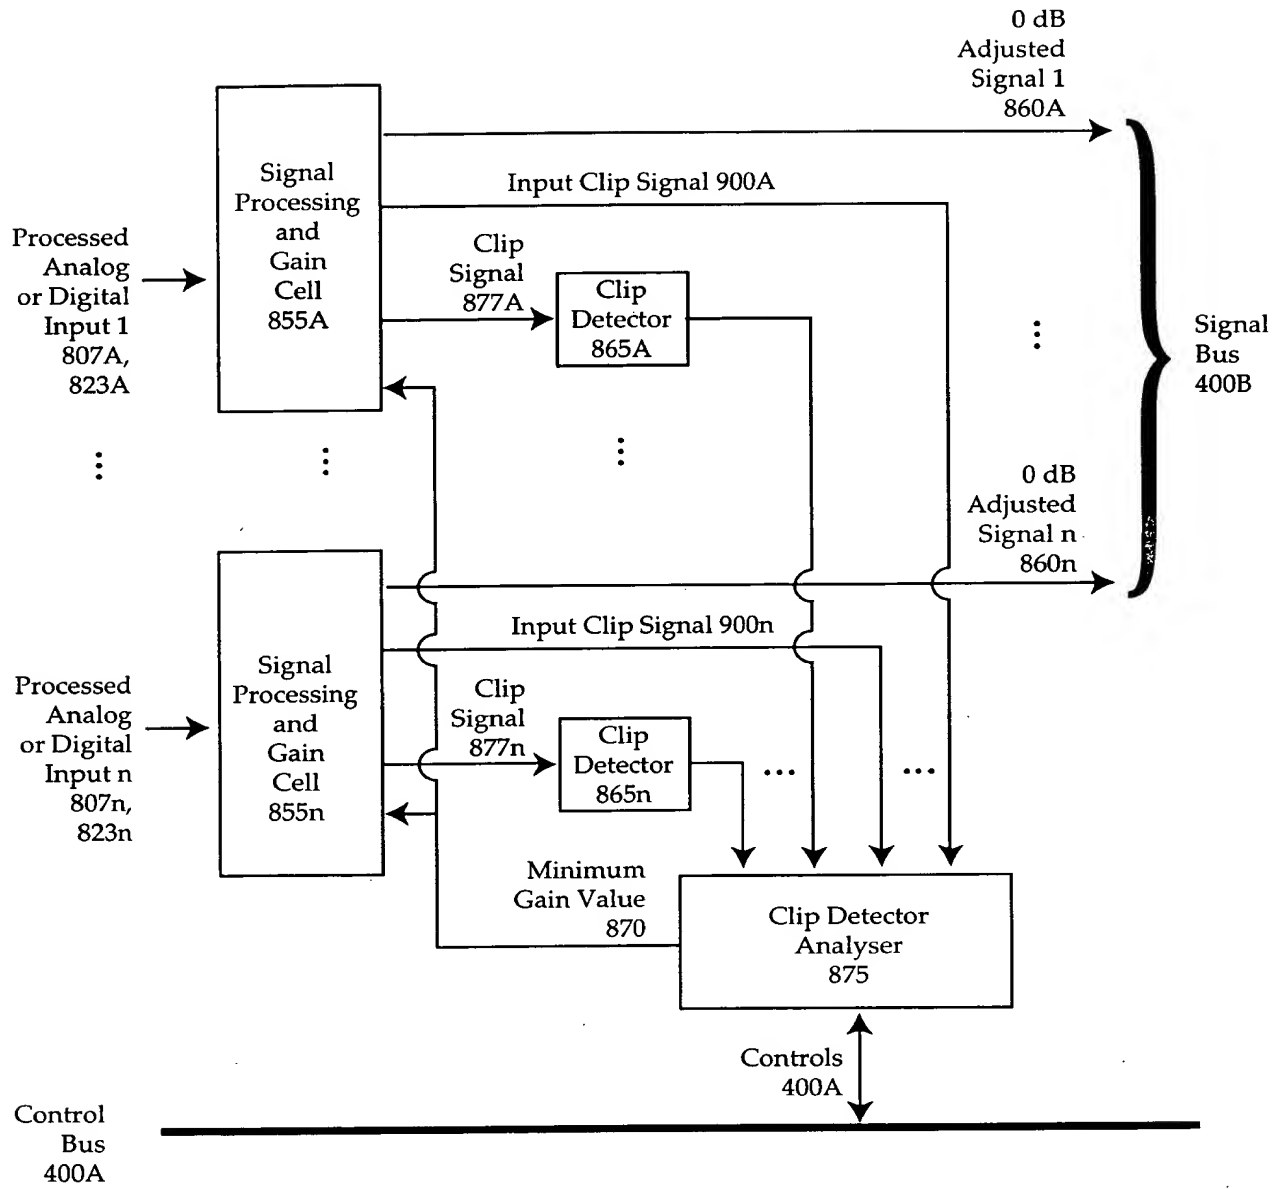 0 dB
Adjusted
Signal 1
860A
Signal
Processing
and
Gain
Cell
855A
Input Clip Signal 900A
Processed
Analog
or Digital
Input 1
807A,
823A
Clip
Signal
877A
Clip
Detector
865A
Signal
Bus
400B
0 dB
Adjusted
Signal n
860n
Input Clip Signal 900n
Signal
Processing
and
Gain
Cell
855n
Processed
Analog
or Digital
Input n
807n,
823n
Clip
Signal
877n
Clip
Detector
865n
Minimum
Gain Value
870
Clip Detector
Analyser
875
Controls
400A
Control
Bus
400A